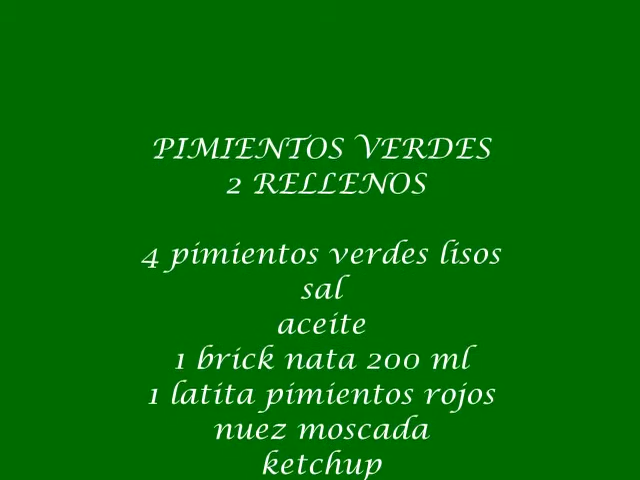 PIMIENTOS VERDES
2 RELLENOS
4 pimientos verdes lisos
sal
aceite
1 brick nata 200 ml
1 latita pimientos rojos
nuez moscada
ketchup